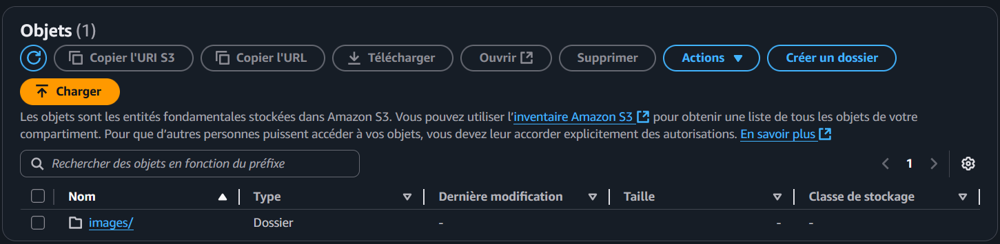 Objets (1)
Copier l'URI S3 Copier l'URL Télécharger Ouvrir Supprimer Actions Créer un dossier
Charger
Les objets sont les entités fondamentales stockées dans Amazon S3. Vous pouvez utiliser l'inventaire Amazon S3 pour obtenir une liste de tous les objets de votre
compartiment. Pour que d'autres personnes puissent accéder à vos objets, vous devez leur accorder explicitement des autorisations. En savoir plus
Rechercher des objets en fonction du préfixe 1
Nom Type Dernière modification Taille Classe de stockage
images/ Dossier - - -